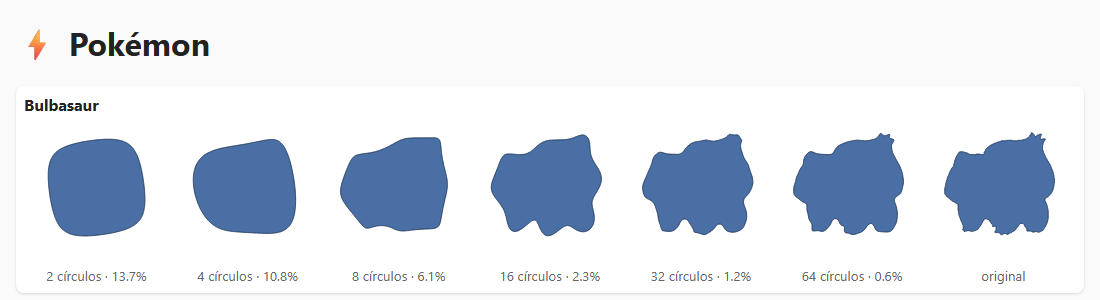 ⚡ Pokémon
Bulbasaur
2 círculos · 13.7%
4 círculos · 10.8%
8 círculos · 6.1%
16 círculos · 2.3%
32 círculos · 1.2%
64 círculos · 0.6%
original